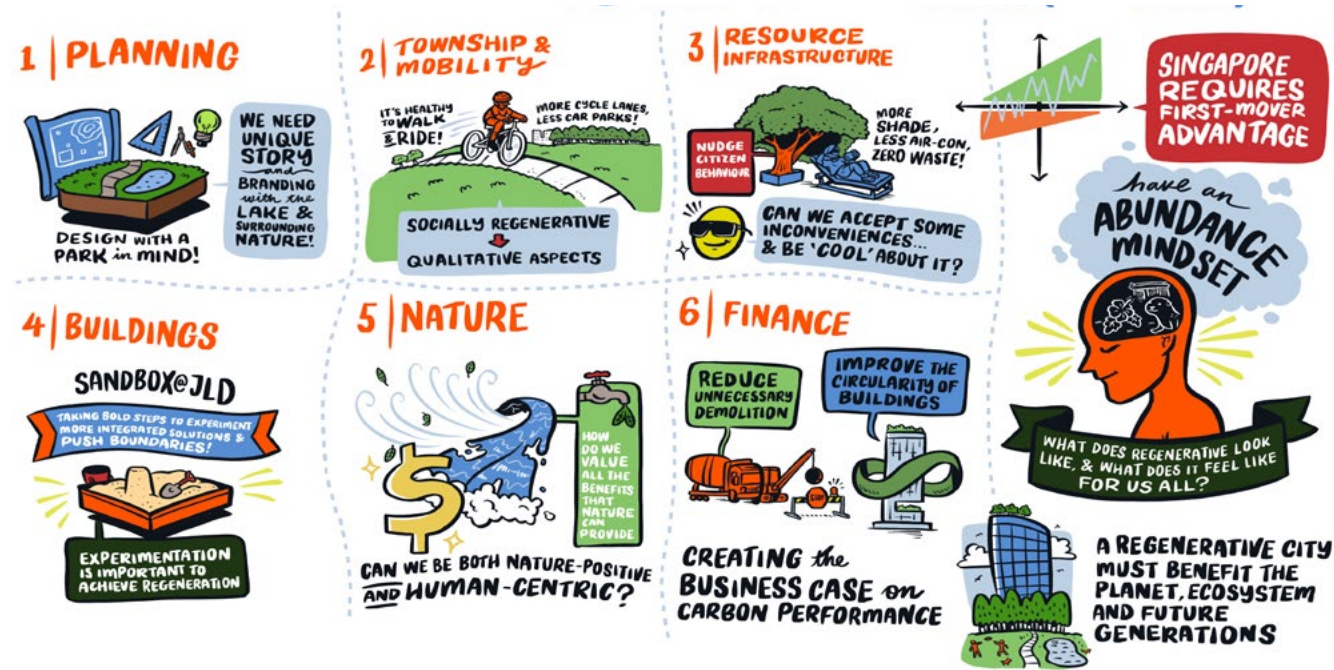 1 | PLANNING
WE NEED
UNIQUE
STORY
and
BRANDING
with the
LAKE &
SURROUNDING
NATURE!
DESIGN WITH A
PARK in MIND!
2 | TOWNSHIP &
MOBILITY
IT'S HEALTHY
TO WALK
& RIDE!
MORE CYCLE LANES,
LESS CAR PARKS!
SOCIALLY REGENERATIVE
QUALITATIVE ASPECTS
3 | RESOURCE
INFRASTRUCTURE
NUDGE
CITIZEN
BEHAVIOUR
MORE
SHADE,
LESS AIR-CON,
ZERO WASTE!
CAN WE ACCEPT SOME
INCONVENIENCES...
& BE 'COOL' ABOUT IT?
SINGAPORE
REQUIRES
FIRST-MOVER
ADVANTAGE
have an
ABUNDANCE
MINDSET
WHAT DOES REGENERATIVE LOOK
LIKE, & WHAT DOES IT FEEL LIKE
FOR US ALL?
4 | BUILDINGS
SANDBOX@JLD
TAKING BOLD STEPS TO EXPERIMENT
MORE INTEGRATED SOLUTIONS &
PUSH BOUNDARIES!
EXPERIMENTATION
IS IMPORTANT TO
ACHIEVE REGENERATION
5 | NATURE
$
HOW
DO WE
VALUE
ALL THE
BENEFITS
THAT
NATURE
CAN
PROVIDE
CAN WE BE BOTH NATURE-POSITIVE
AND HUMAN-CENTRIC?
6 | FINANCE
REDUCE
UNNECESSARY
DEMOLITION
IMPROVE THE
CIRCULARITY OF
BUILDINGS
CREATING the
BUSINESS CASE on
CARBON PERFORMANCE
A REGENERATIVE CITY
MUST BENEFIT THE
PLANET, ECOSYSTEM
AND FUTURE
GENERATIONS